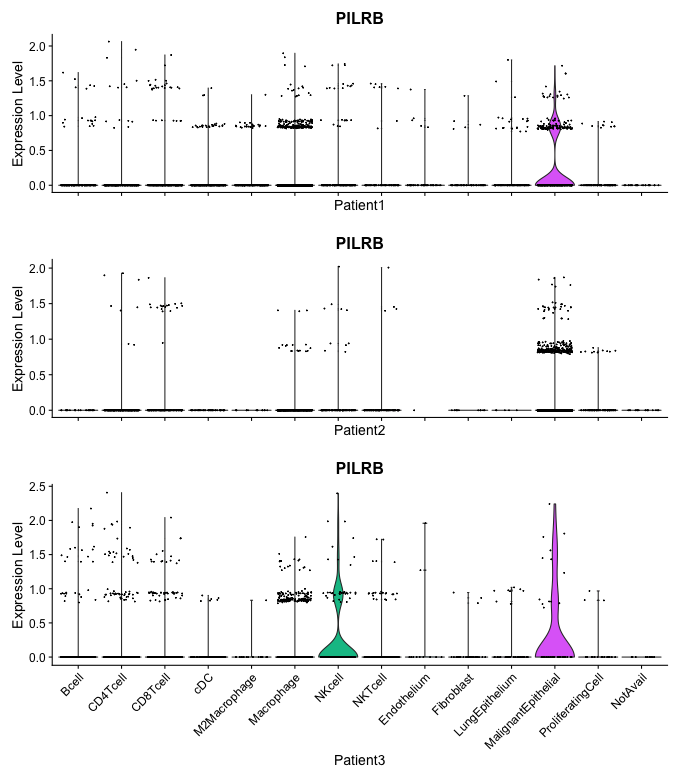 PILRB
Expression Level
2.0
1.5
1.0
0.5
0.0
Patient1
PILRB
Expression Level
2.0
1.5
1.0
0.5
0.0
Patient2
PILRB
Expression Level
2.5
2.0
1.5
1.0
0.5
0.0
Bcell
CD4Tcell
CD8Tcell
cDC
M2Macrophage
Macrophage
NKcell
NKTcell
Endothelium
Fibroblast
LungEpithelium
MalignantEpithelial
ProliferatingCell
NotAvail
Patient3